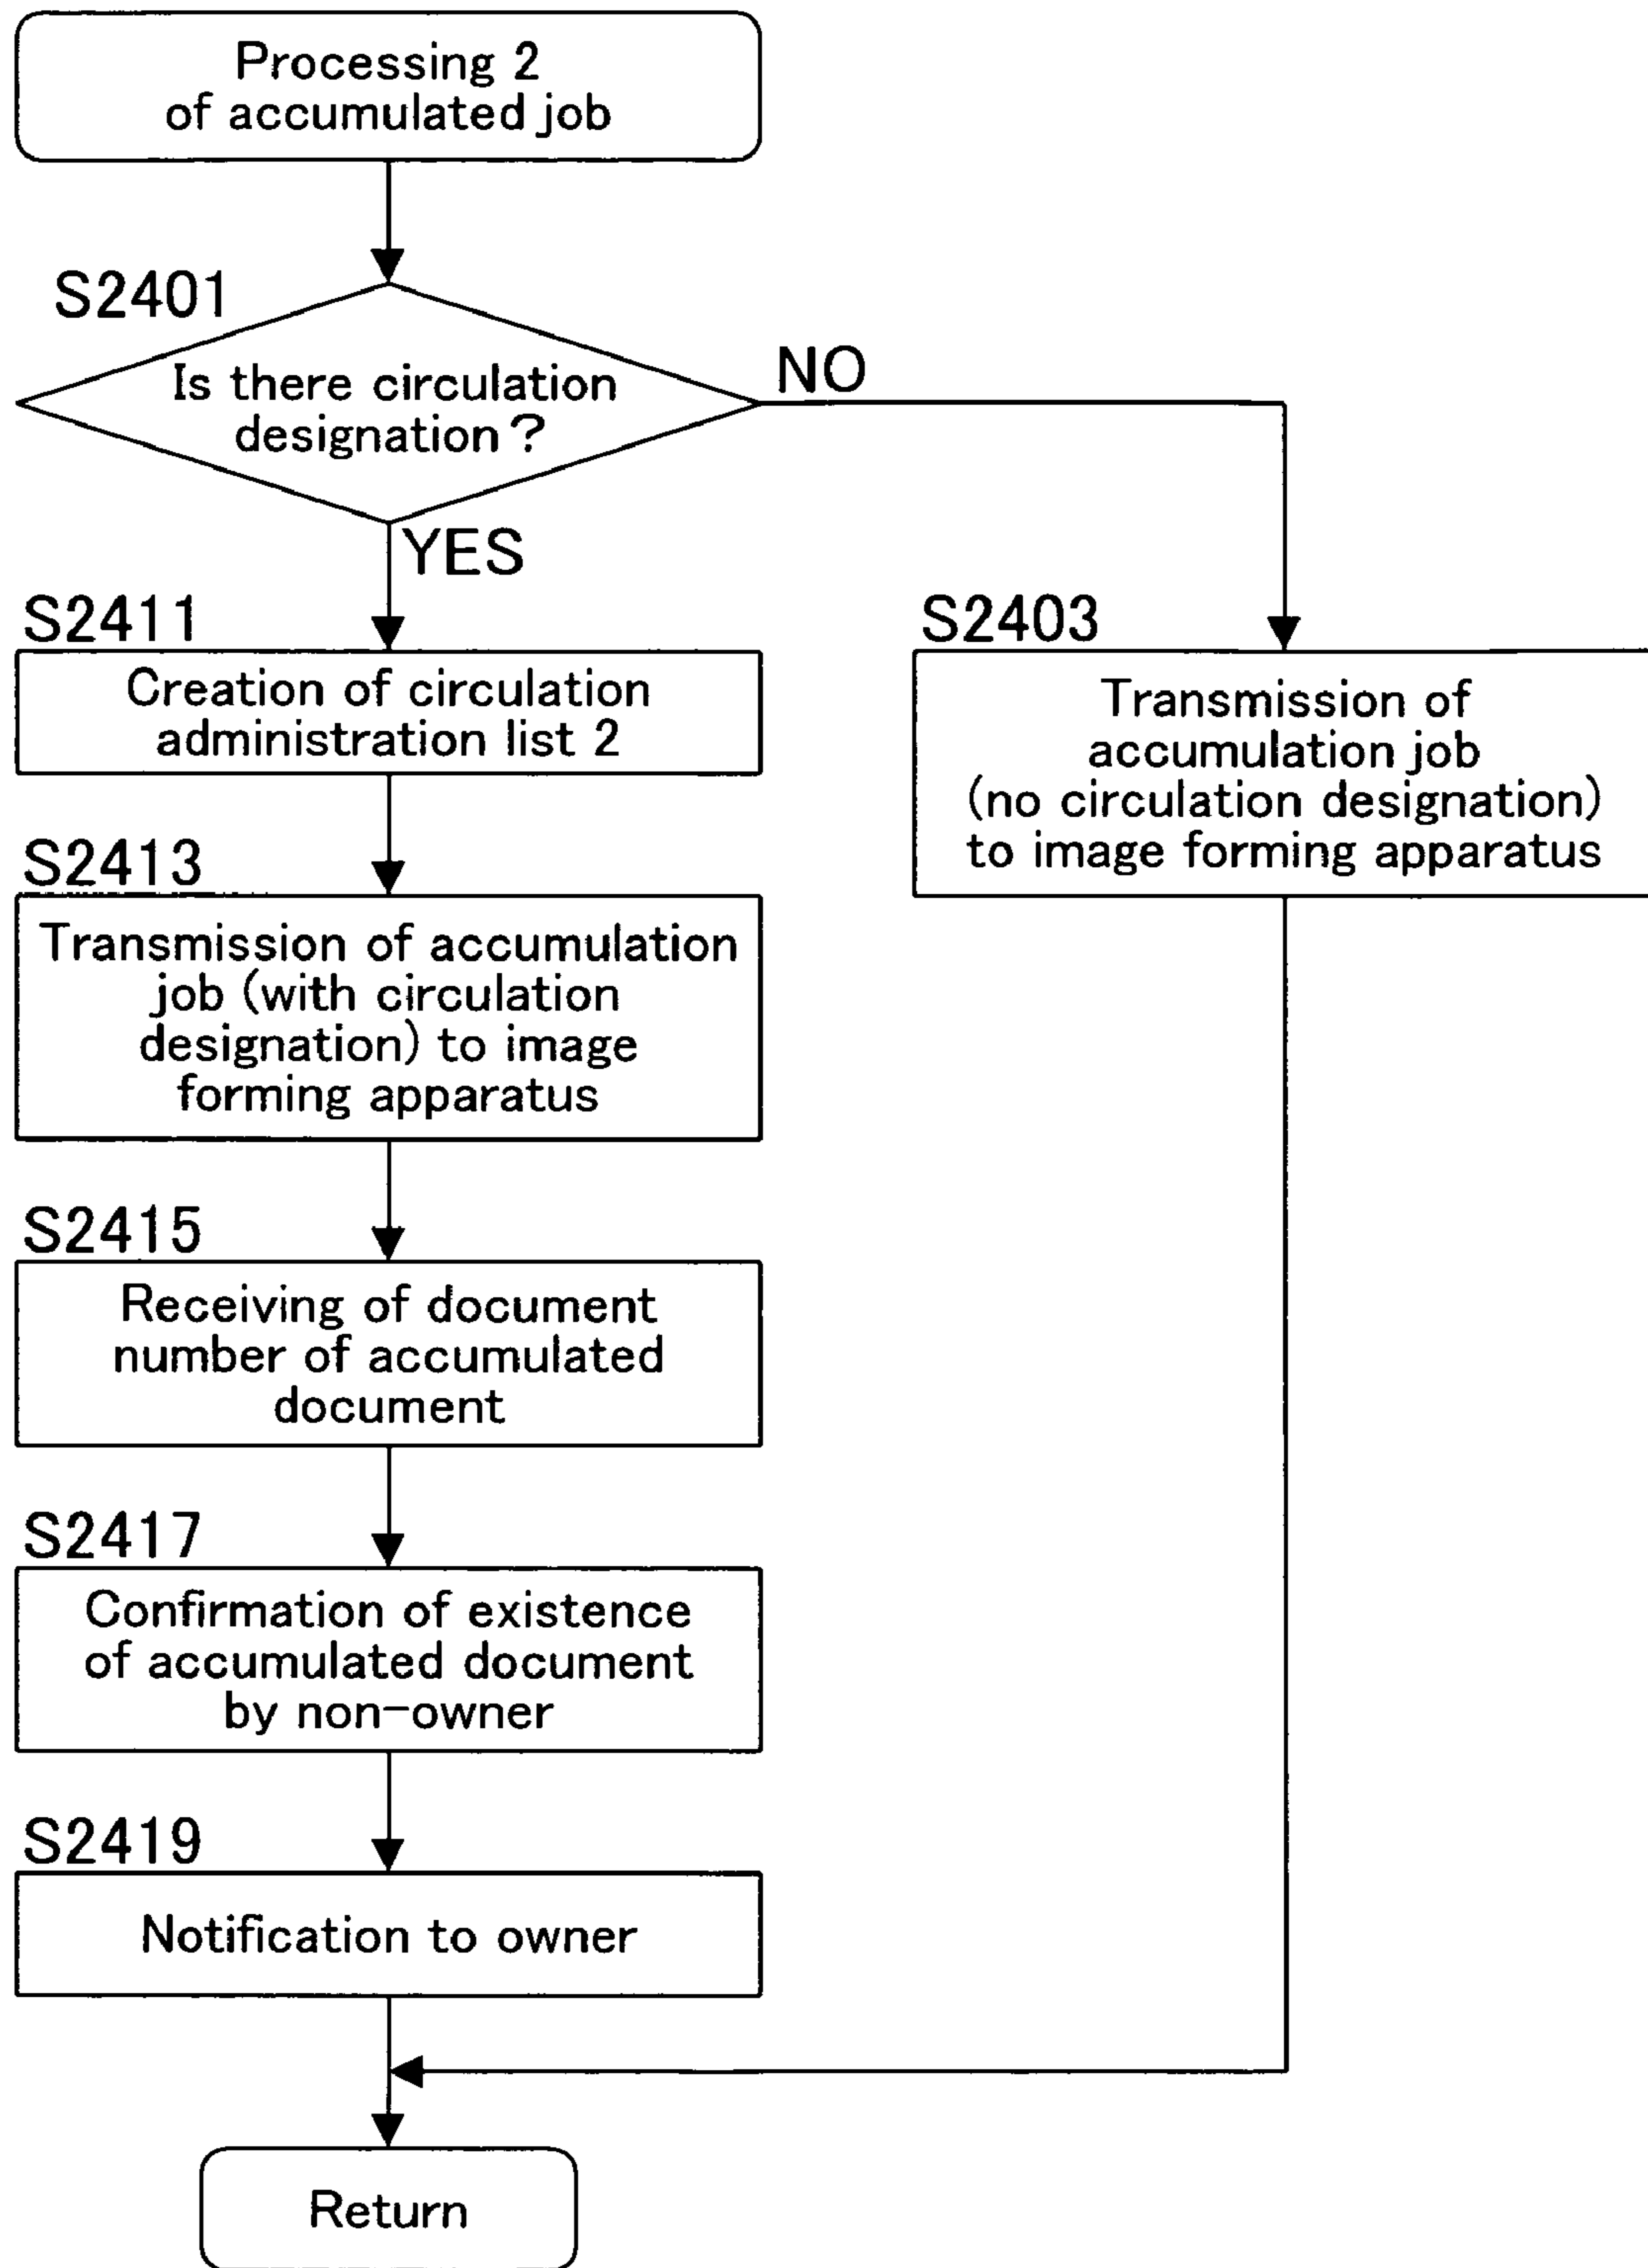 Processing 2
of accumulated job
S2401
Is there circulation
designation ?
NO
YES
S2411
Creation of circulation
administration list 2
S2403
Transmission of
accumulation job
(no circulation designation)
to image forming apparatus
S2413
Transmission of accumulation
job (with circulation
designation) to image
forming apparatus
S2415
Receiving of document
number of accumulated
document
S2417
Confirmation of existence
of accumulated document
by non-owner
S2419
Notification to owner
Return